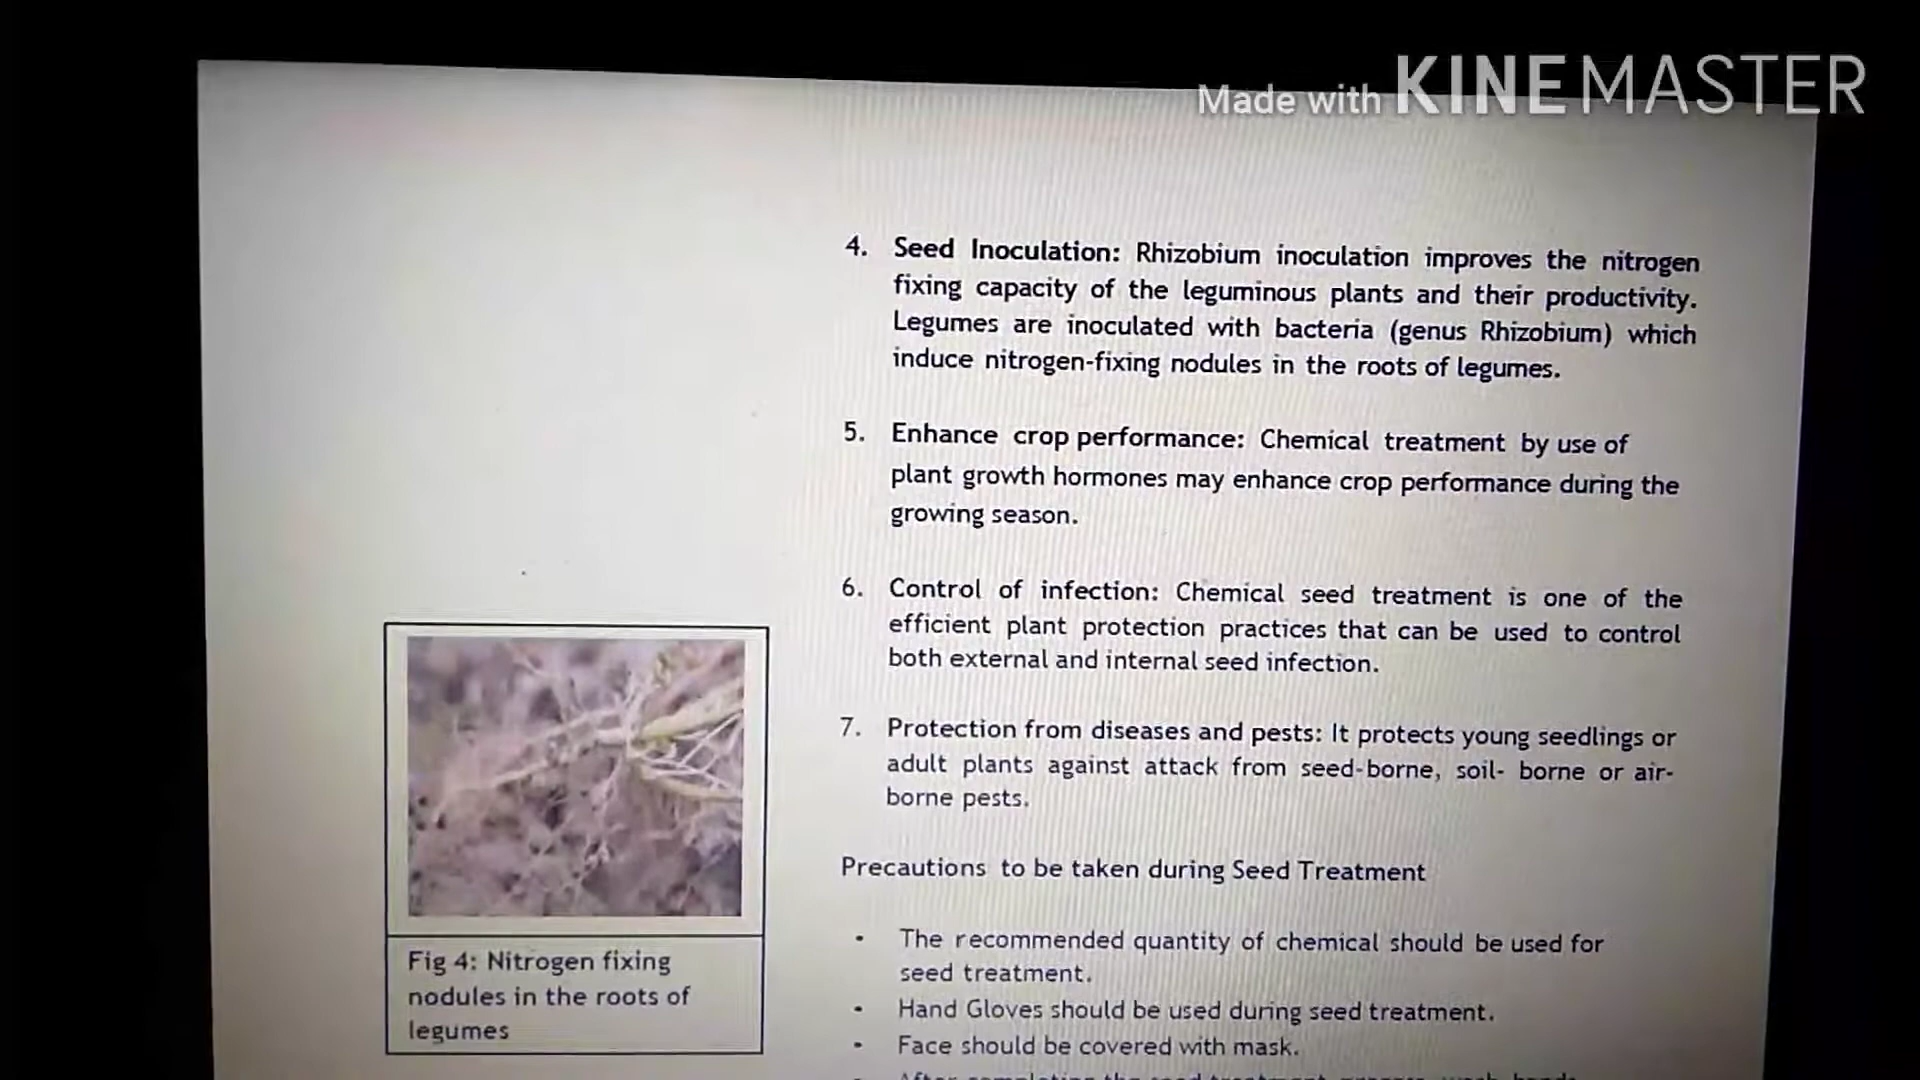 Made with KINEMASTER
4. Seed Inoculation: Rhizobium inoculation improves the nitrogen
fixing capacity of the leguminous plants and their productivity.
Legumes are inoculated with bacteria (genus Rhizobium) which
induce nitrogen-fixing nodules in the roots of legumes.
5. Enhance crop performance: Chemical treatment by use of
plant growth hormones may enhance crop performance during the
growing season.
6. Control of infection: Chemical seed treatment is one of the
efficient plant protection practices that can be used to control
both external and internal seed infection.
7. Protection from diseases and pests: It protects young seedlings or
adult plants against attack from seed-borne, soil- borne or air-
borne pests.
Fig 4: Nitrogen fixing
nodules in the roots of
legumes
Precautions to be taken during Seed Treatment
• The recommended quantity of chemical should be used for
seed treatment.
• Hand Gloves should be used during seed treatment.
• Face should be covered with mask.